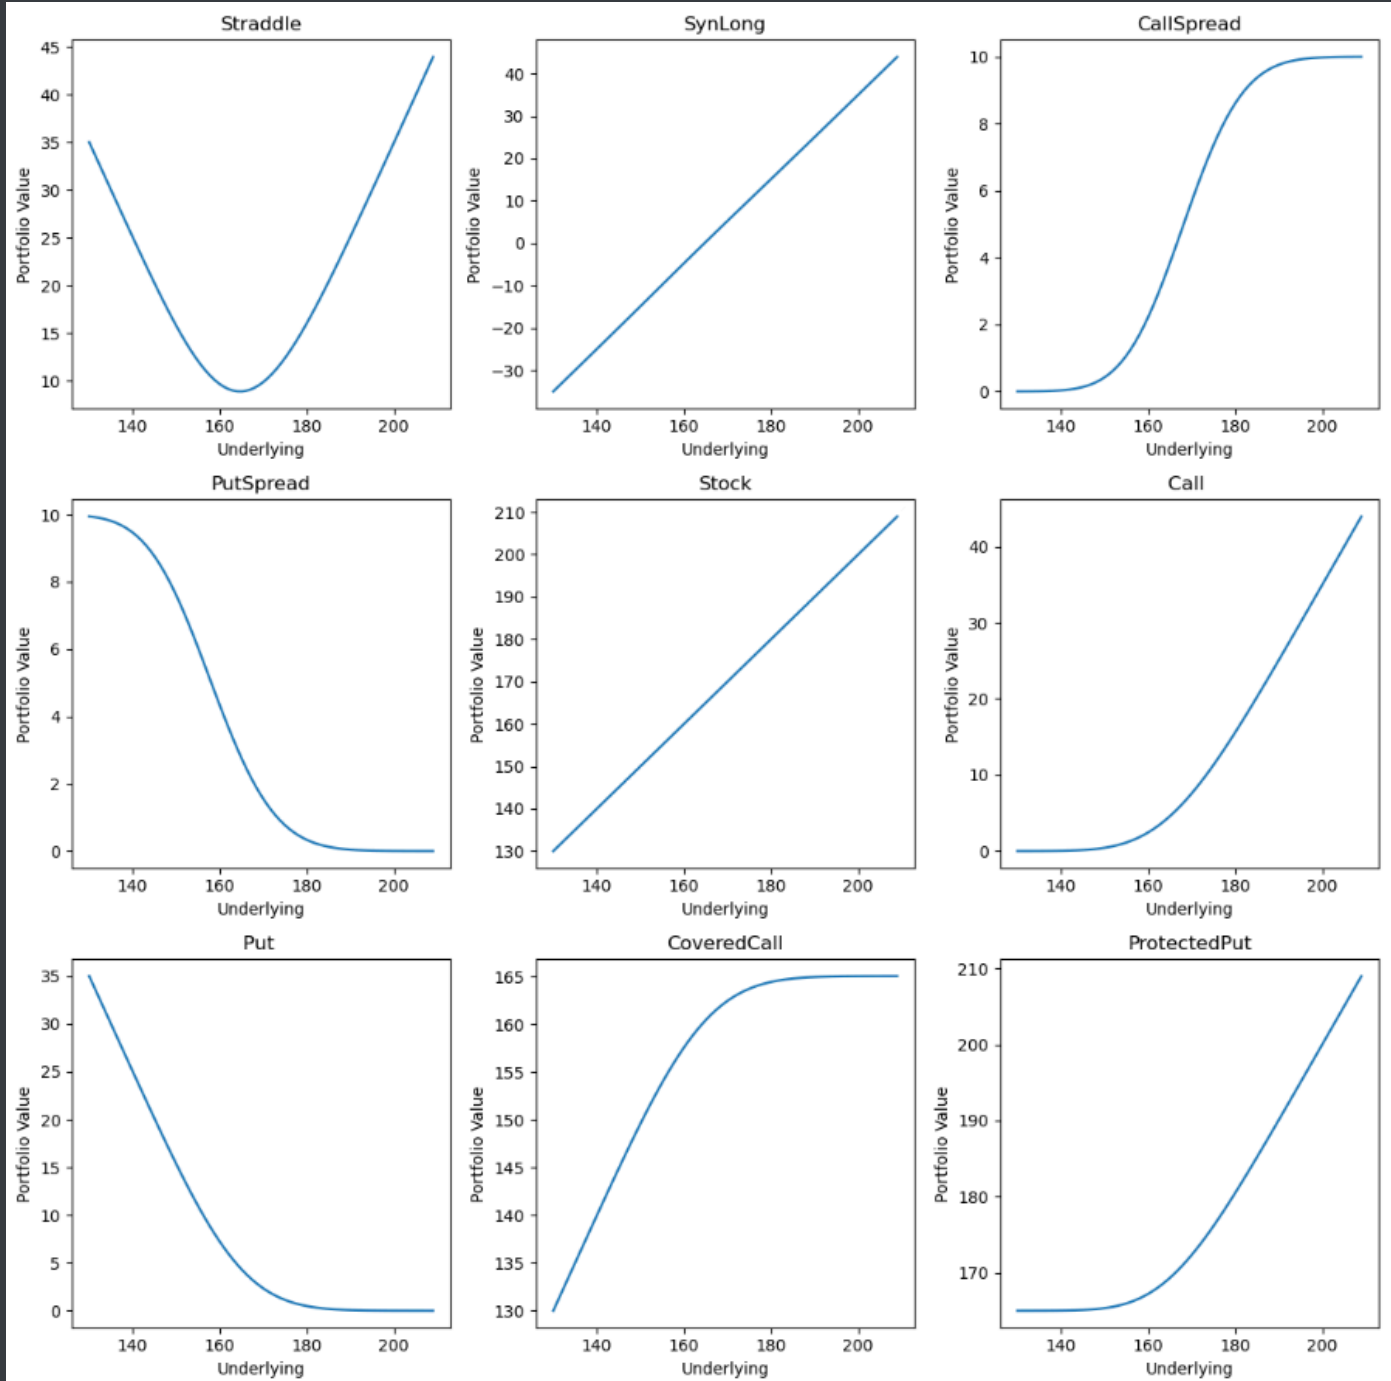 Straddle
45
40
35
30
25
20
15
10
Portfolio Value
140 160 180 200
Underlying
SynLong
40
30
20
10
0
−10
−20
−30
Portfolio Value
140 160 180 200
Underlying
CallSpread
10
8
6
4
2
0
Portfolio Value
140 160 180 200
Underlying
PutSpread
10
8
6
4
2
0
Portfolio Value
140 160 180 200
Underlying
Stock
210
200
190
180
170
160
150
140
130
Portfolio Value
140 160 180 200
Underlying
Call
40
30
20
10
0
Portfolio Value
140 160 180 200
Underlying
Put
35
30
25
20
15
10
5
0
Portfolio Value
140 160 180 200
Underlying
CoveredCall
165
160
155
150
145
140
135
130
Portfolio Value
140 160 180 200
Underlying
ProtectedPut
210
200
190
180
170
Portfolio Value
140 160 180 200
Underlying